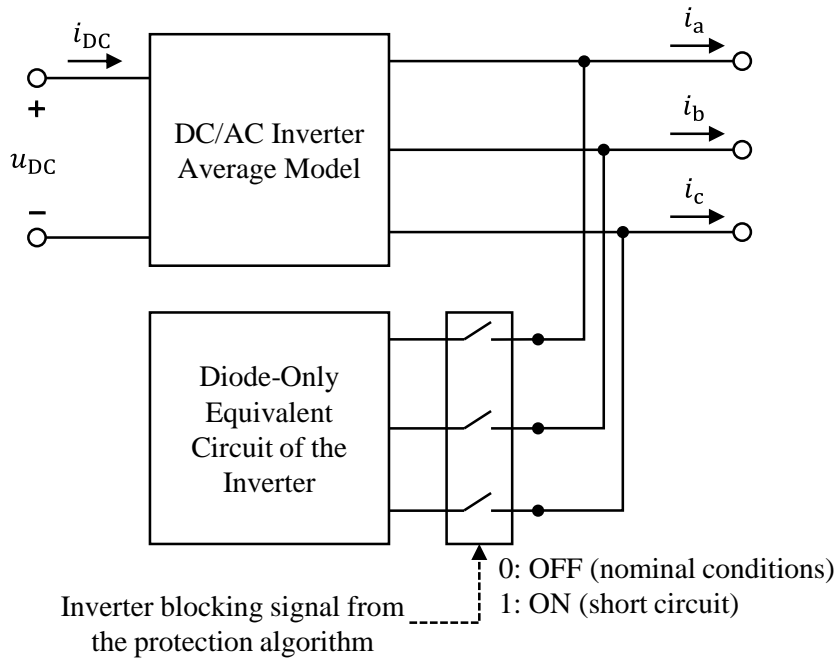 i_DC
i_a
+
DC/AC Inverter
Average Model
i_b
u_DC
−
i_c
Diode-Only
Equivalent
Circuit of the
Inverter
0: OFF (nominal conditions)
1: ON (short circuit)
Inverter blocking signal from
the protection algorithm